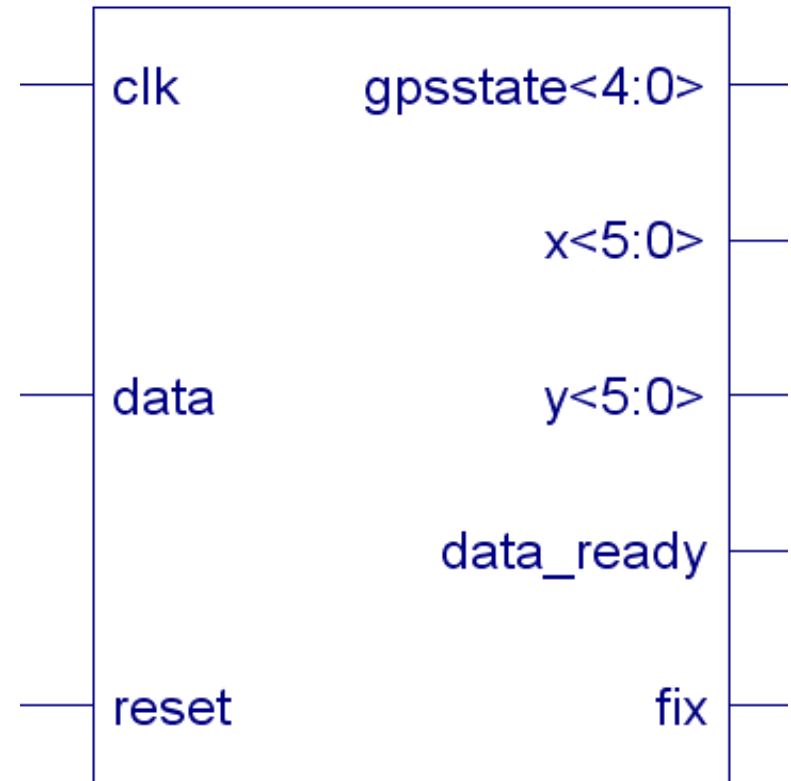 clk gpsstate<4:0>
x<5:0>
data y<5:0>
data_ready
reset fix